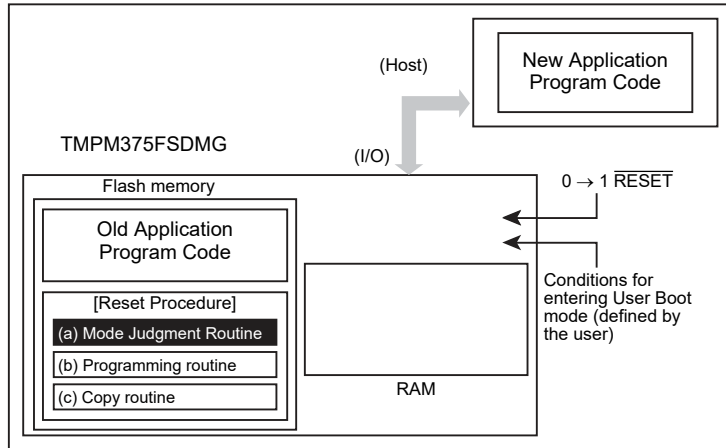 New Application
Program Code
(Host)
TMPM375FSDMG
(I/O)
0 → 1 RESET
Flash memory
Old Application
Program Code
[Reset Procedure]
(a) Mode Judgment Routine
(b) Programming routine
(c) Copy routine
RAM
Conditions for
entering User Boot
mode (defined by
the user)